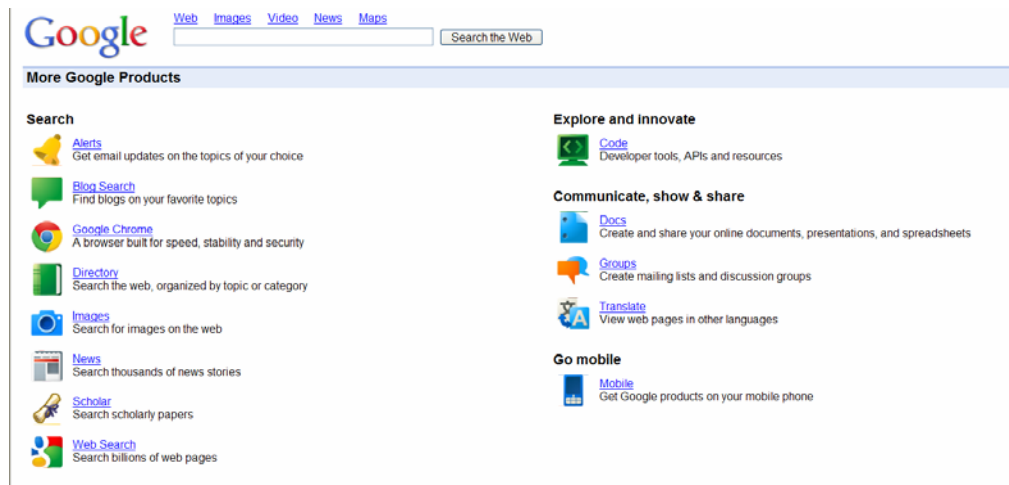 Google
Web Images Video News Maps
Search the Web
More Google Products
Search
Alerts
Get email updates on the topics of your choice
Blog Search
Find blogs on your favorite topics
Google Chrome
A browser built for speed, stability and security
Directory
Search the web, organized by topic or category
Images
Search for images on the web
News
Search thousands of news stories
Scholar
Search scholarly papers
Web Search
Search billions of web pages
Explore and innovate
Code
Developer tools, APIs and resources
Communicate, show & share
Docs
Create and share your online documents, presentations, and spreadsheets
Groups
Create mailing lists and discussion groups
文A
Translate
View web pages in other languages
Go mobile
Mobile
Get Google products on your mobile phone